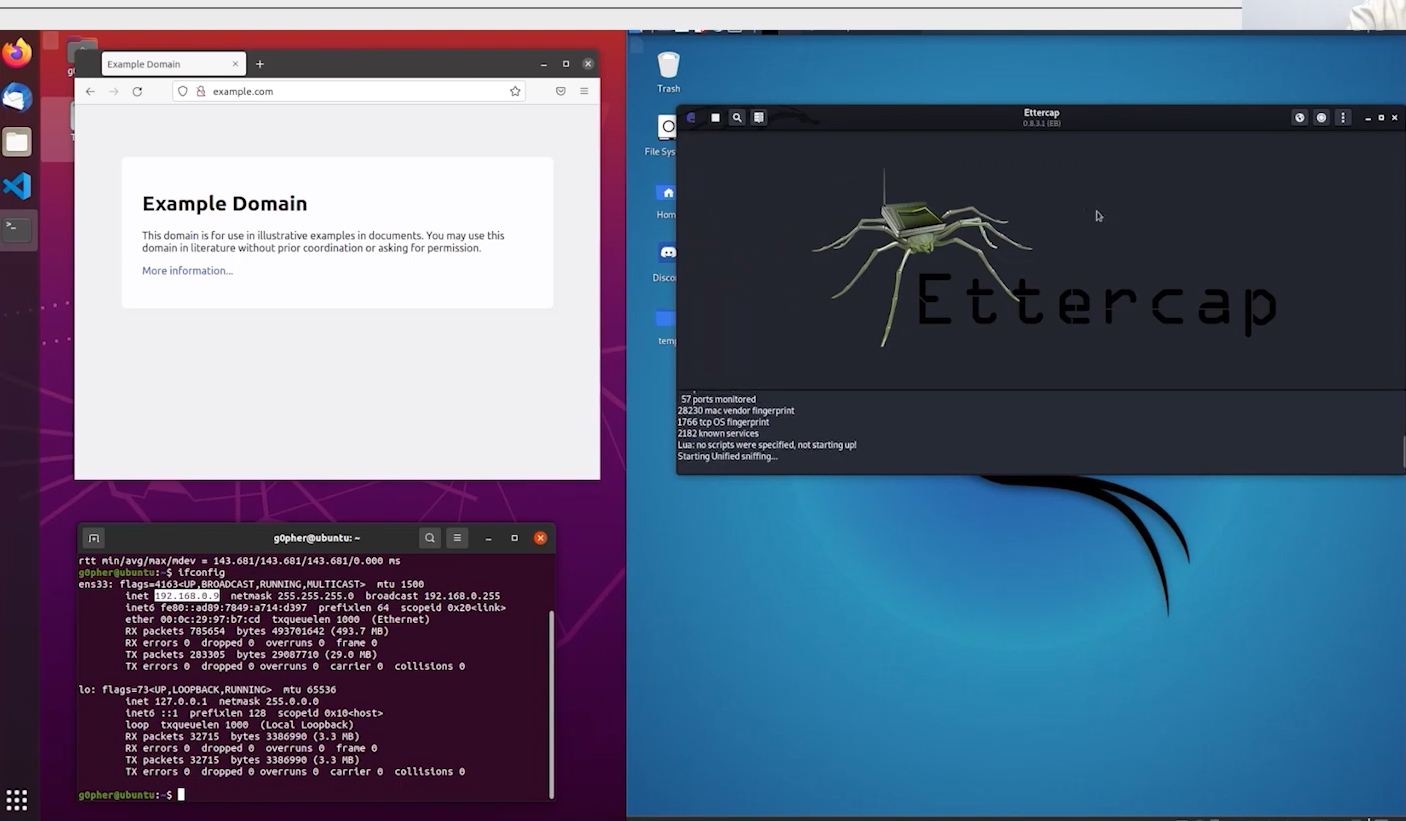 Example Domain
example.com
Example Domain
This domain is for use in illustrative examples in documents. You may use this
domain in literature without prior coordination or asking for permission.
More information...
g0pher@ubuntu: ~
rtt min/avg/max/mdev = 143.681/143.681/143.681/0.000 ms
g0pher@ubuntu:~$ ifconfig
ens33: flags=4163<UP,BROADCAST,RUNNING,MULTICAST>  mtu 1500
inet 192.168.0.9  netmask 255.255.255.0  broadcast 192.168.0.255
inet6 fe80::ad89:7849:a714:d397  prefixlen 64  scopeid 0x20<link>
ether 00:0c:29:97:b7:cd  txqueuelen 1000  (Ethernet)
RX packets 785654  bytes 493701642 (493.7 MB)
RX errors 0  dropped 0  overruns 0  frame 0
TX packets 283305  bytes 29087710 (29.0 MB)
TX errors 0  dropped 0 overruns 0  carrier 0  collisions 0
lo: flags=73<UP,LOOPBACK,RUNNING>  mtu 65536
inet 127.0.0.1  netmask 255.0.0.0
inet6 ::1  prefixlen 128  scopeid 0x10<host>
loop  txqueuelen 1000  (Local Loopback)
RX packets 32715  bytes 3386990 (3.3 MB)
RX errors 0  dropped 0  overruns 0  frame 0
TX packets 32715  bytes 3386990 (3.3 MB)
TX errors 0  dropped 0 overruns 0  carrier 0  collisions 0
g0pher@ubuntu:~$
Trash
File Sys
Hom
Disco
temp
Ettercap
0.8.3.1 (EB)
Ettercap
57 ports monitored
28230 mac vendor fingerprint
1766 tcp OS fingerprint
2182 known services
Lua: no scripts were specified, not starting up!
Starting Unified sniffing...